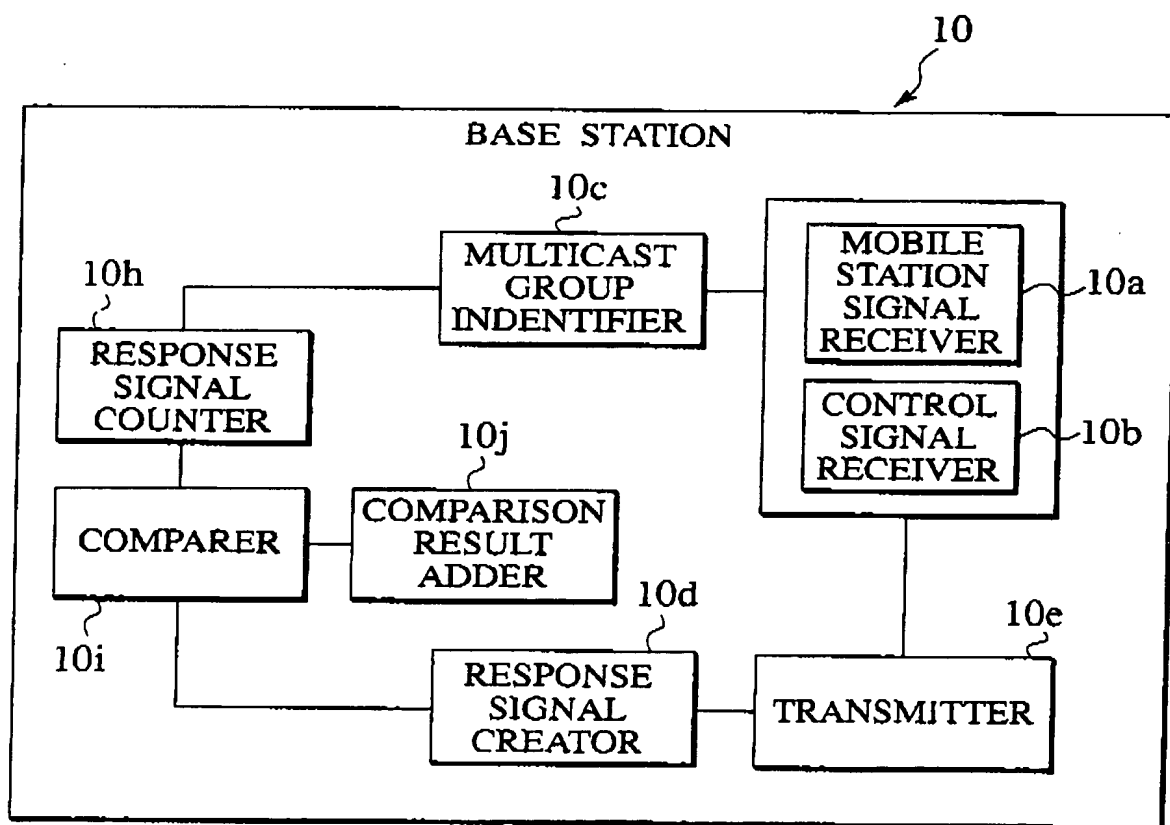 10
BASE STATION
10c
MULTICAST
GROUP
INDENTIFIER
MOBILE
STATION
SIGNAL
RECEIVER
10a
CONTROL
SIGNAL
RECEIVER
10b
10h
RESPONSE
SIGNAL
COUNTER
10j
COMPARER
COMPARISON
RESULT
ADDER
10i
10d
RESPONSE
SIGNAL
CREATOR
10e
TRANSMITTER